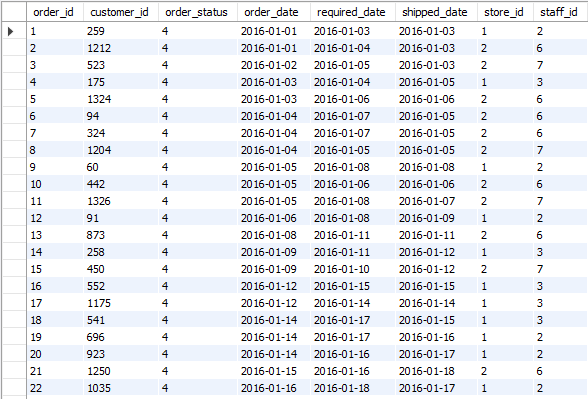 order_id customer_id order_status order_date required_date shipped_date store_id staff_id
1 259 4 2016-01-01 2016-01-03 2016-01-03 1 2
2 1212 4 2016-01-01 2016-01-04 2016-01-03 2 6
3 523 4 2016-01-02 2016-01-05 2016-01-03 2 7
4 175 4 2016-01-03 2016-01-04 2016-01-05 1 3
5 1324 4 2016-01-03 2016-01-06 2016-01-06 2 6
6 94 4 2016-01-04 2016-01-07 2016-01-05 2 6
7 324 4 2016-01-04 2016-01-07 2016-01-05 2 6
8 1204 4 2016-01-04 2016-01-05 2016-01-05 2 7
9 60 4 2016-01-05 2016-01-08 2016-01-08 1 2
10 442 4 2016-01-05 2016-01-06 2016-01-06 2 6
11 1326 4 2016-01-05 2016-01-08 2016-01-07 2 7
12 91 4 2016-01-06 2016-01-08 2016-01-09 1 2
13 873 4 2016-01-08 2016-01-11 2016-01-11 2 6
14 258 4 2016-01-09 2016-01-11 2016-01-12 1 3
15 450 4 2016-01-09 2016-01-10 2016-01-12 2 7
16 552 4 2016-01-12 2016-01-15 2016-01-15 1 3
17 1175 4 2016-01-12 2016-01-14 2016-01-14 1 3
18 541 4 2016-01-14 2016-01-17 2016-01-15 1 3
19 696 4 2016-01-14 2016-01-17 2016-01-16 1 2
20 923 4 2016-01-14 2016-01-16 2016-01-17 1 2
21 1250 4 2016-01-15 2016-01-16 2016-01-18 2 6
22 1035 4 2016-01-16 2016-01-18 2016-01-17 1 2